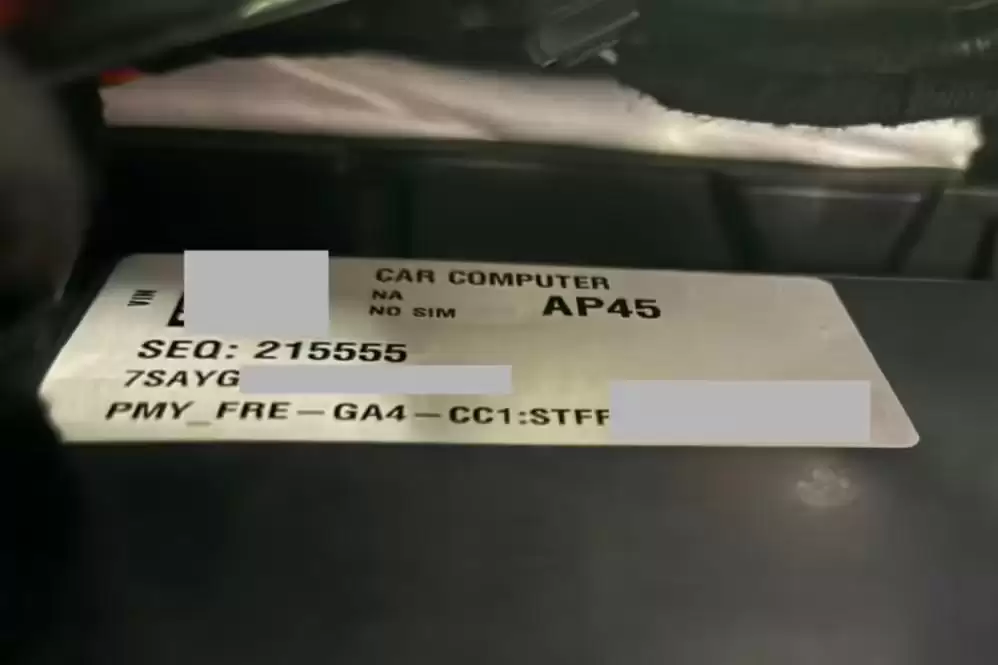 VIN
CAR COMPUTER
NA
NO SIM
AP45
SEQ: 215555
7SAYG
PMY_FRE-GA4-CC1:STFF